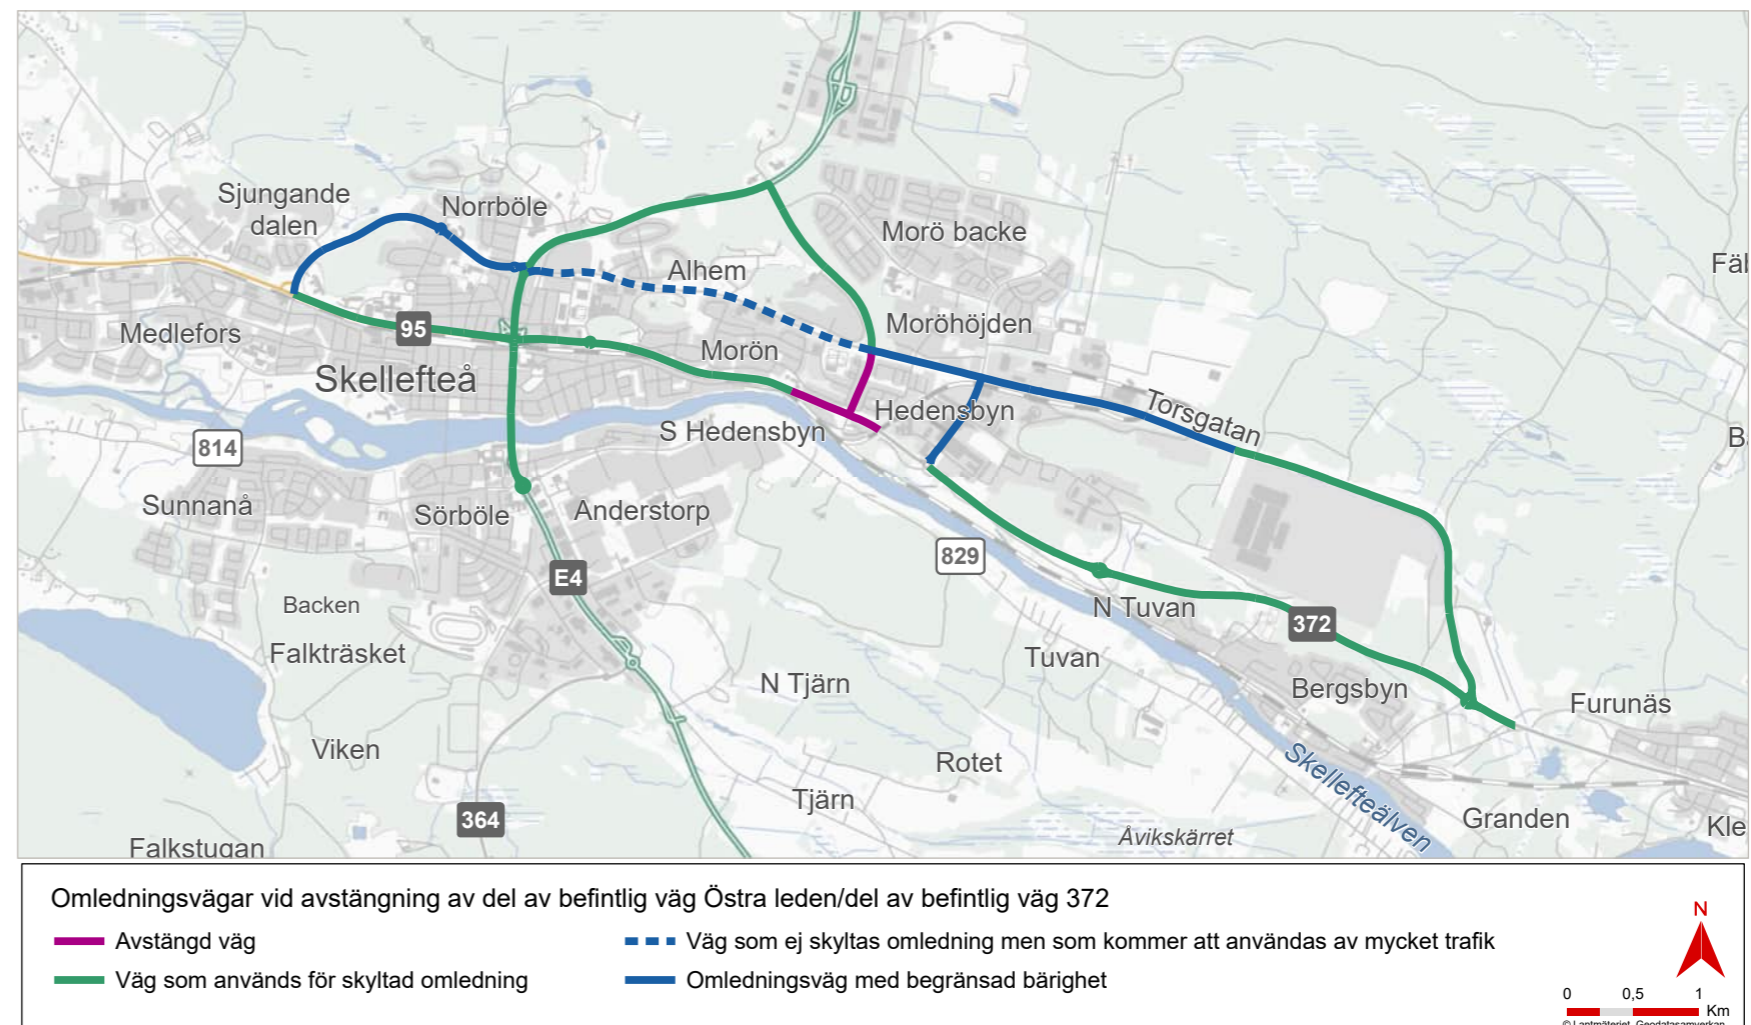 Sjungande
dalen
Norrböle
Morö backe
Alhem
Medlefors
95
Moröhöjden
Morön
Skellefteå
Torsgatan
Hedensbyn
S Hedensbyn
814
Sunnanå
Sörböle
Anderstorp
829
E4
Backen
N Tuvan
372
Falkträsket
Tuvan
N Tjärn
Bergsbyn
Furunäs
Viken
Rotet
Skellefteälven
Tjärn
364
Granden
Kle
Åvikskärret
Falkstugan
Omledningsvägar vid avstängning av del av befintlig väg Östra leden/del av befintlig väg 372
Avstängd väg
Väg som ej skyltas omledning men som kommer att användas av mycket trafik
Väg som används för skyltad omledning
Omledningsväg med begränsad bärighet
N
0 0,5 1
Km
© Lantmäteriet, Geodatasamverkan